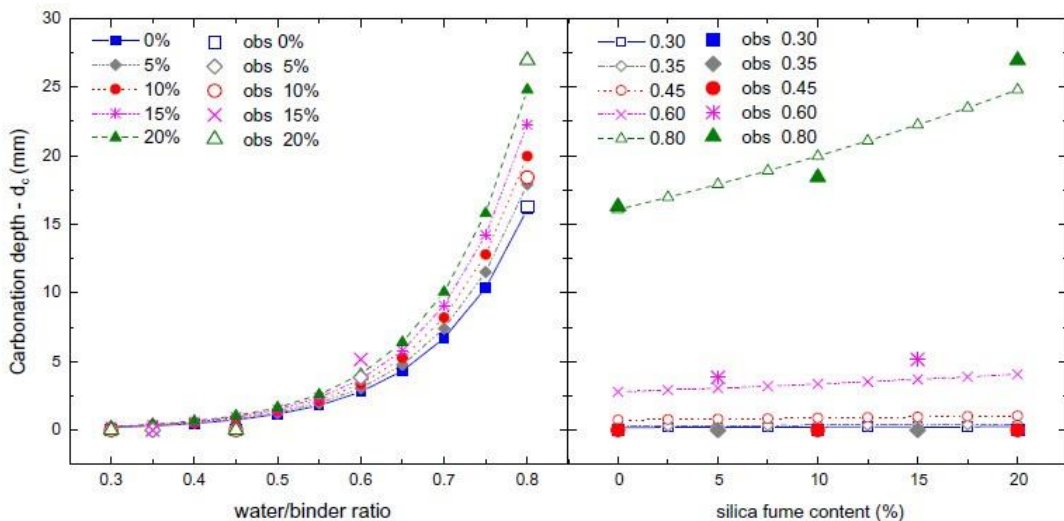 Carbonation depth - d_c (mm)
30
25
20
15
10
5
0
0% obs 0%
5% obs 5%
10% obs 10%
15% obs 15%
20% obs 20%
0.3 0.4 0.5 0.6 0.7 0.8
water/binder ratio
0.30 obs 0.30
0.35 obs 0.35
0.45 obs 0.45
0.60 obs 0.60
0.80 obs 0.80
0 5 10 15 20
silica fume content (%)